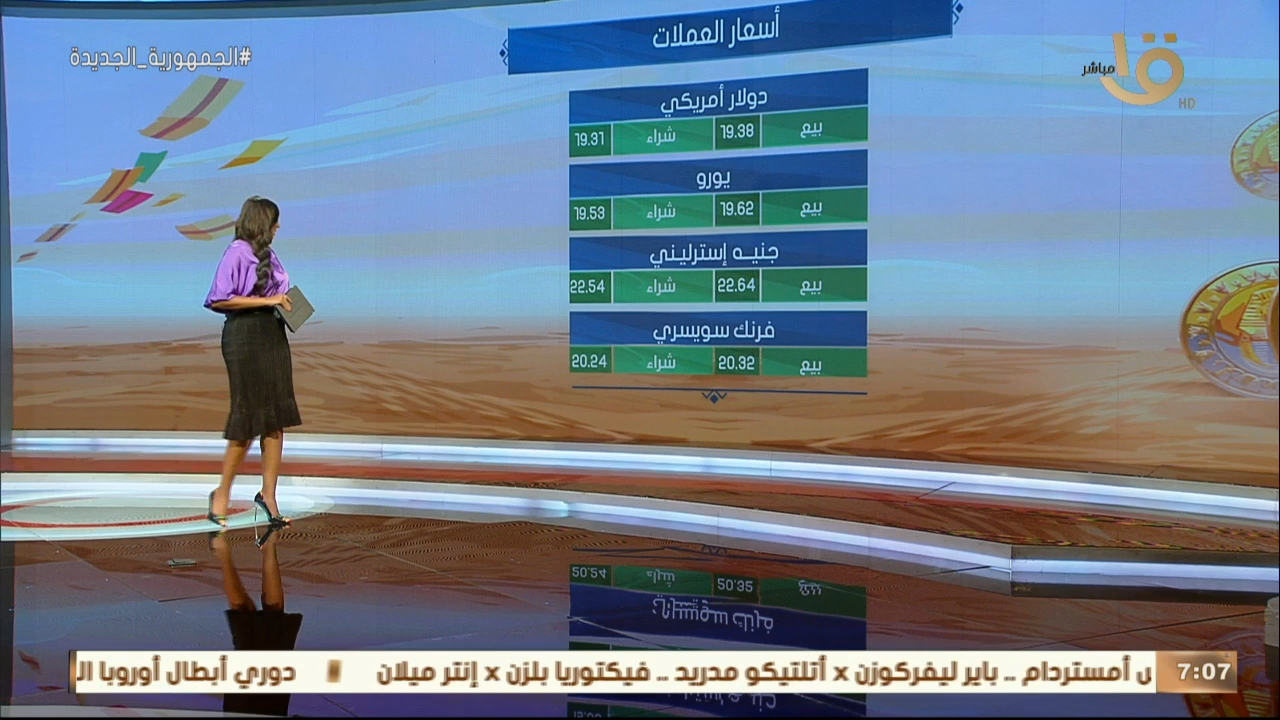 #الجمهورية_الجديدة
أسعار العملات
مباشر
HD
دولار أمريكي
بيع 19.38 شراء 19.31
يورو
بيع 19.62 شراء 19.53
جنيه إسترليني
بيع 22.64 شراء 22.54
فرنك سويسري
بيع 20.32 شراء 20.24
7:07
أمستردام .. باير ليفركوزن x أتلتيكو مدريد .. فيكتوريا بلزن x إنتر ميلان دوري أبطال أوروبا